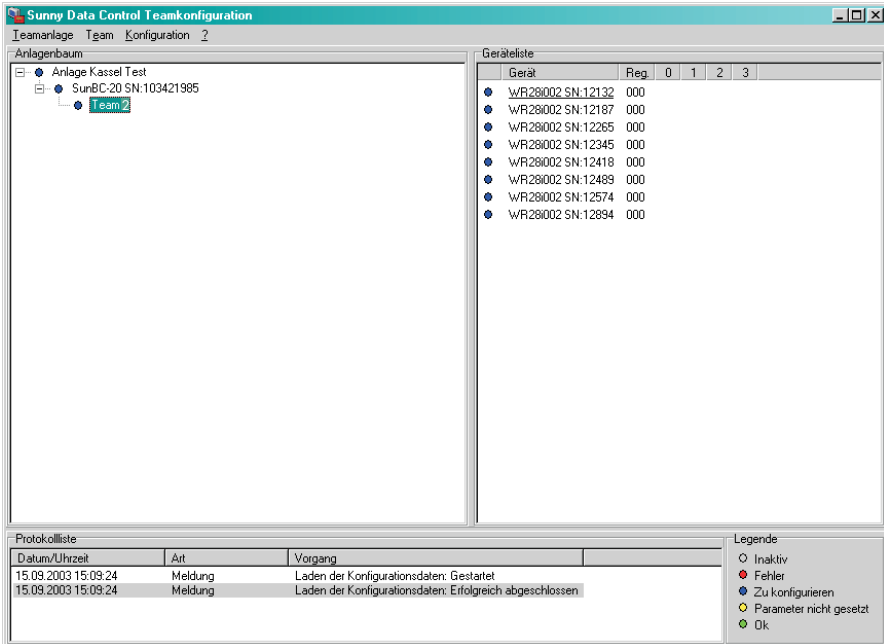 Sunny Data Control Teamkonfiguration
Teamanlage Team Konfiguration ?
Anlagenbaum
Anlage Kassel Test
SunBC-20 SN:103421985
Team 2
Geräteliste
Gerät Reg. 0 1 2 3
WR28i002 SN:12132 000
WR28i002 SN:12187 000
WR28i002 SN:12265 000
WR28i002 SN:12345 000
WR28i002 SN:12418 000
WR28i002 SN:12489 000
WR28i002 SN:12574 000
WR28i002 SN:12894 000
Protokollliste
Datum/Uhrzeit Art Vorgang
15.09.2003 15:09:24 Meldung Laden der Konfigurationsdaten: Gestartet
15.09.2003 15:09:24 Meldung Laden der Konfigurationsdaten: Erfolgreich abgeschlossen
Legende
Inaktiv
Fehler
Zu konfigurieren
Parameter nicht gesetzt
Ok